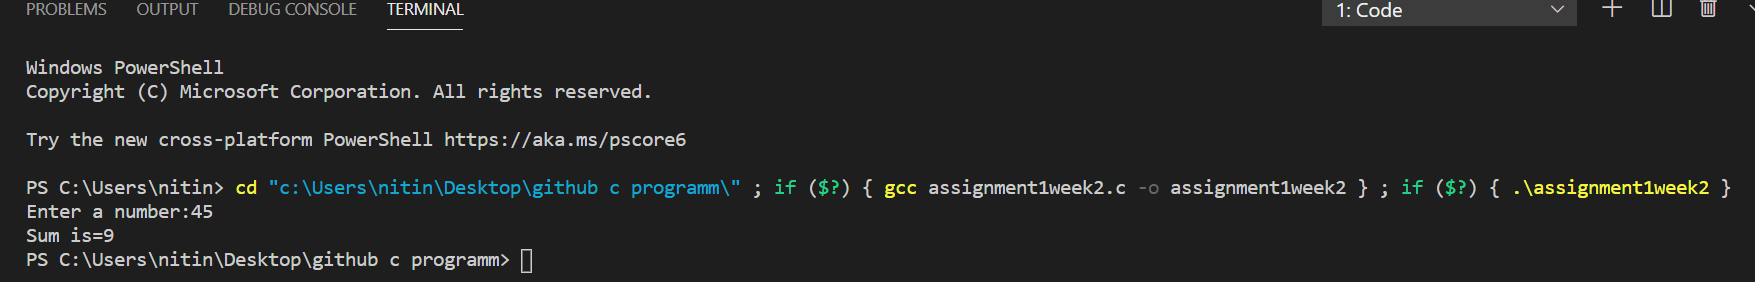 PROBLEMS OUTPUT DEBUG CONSOLE TERMINAL 1: Code
Windows PowerShell
Copyright (C) Microsoft Corporation. All rights reserved.
Try the new cross-platform PowerShell https://aka.ms/pscore6
PS C:\Users\nitin> cd "c:\Users\nitin\Desktop\github c programm\" ; if ($?) { gcc assignment1week2.c -o assignment1week2 } ; if ($?) { .\assignment1week2 }
Enter a number:45
Sum is=9
PS C:\Users\nitin\Desktop\github c programm>